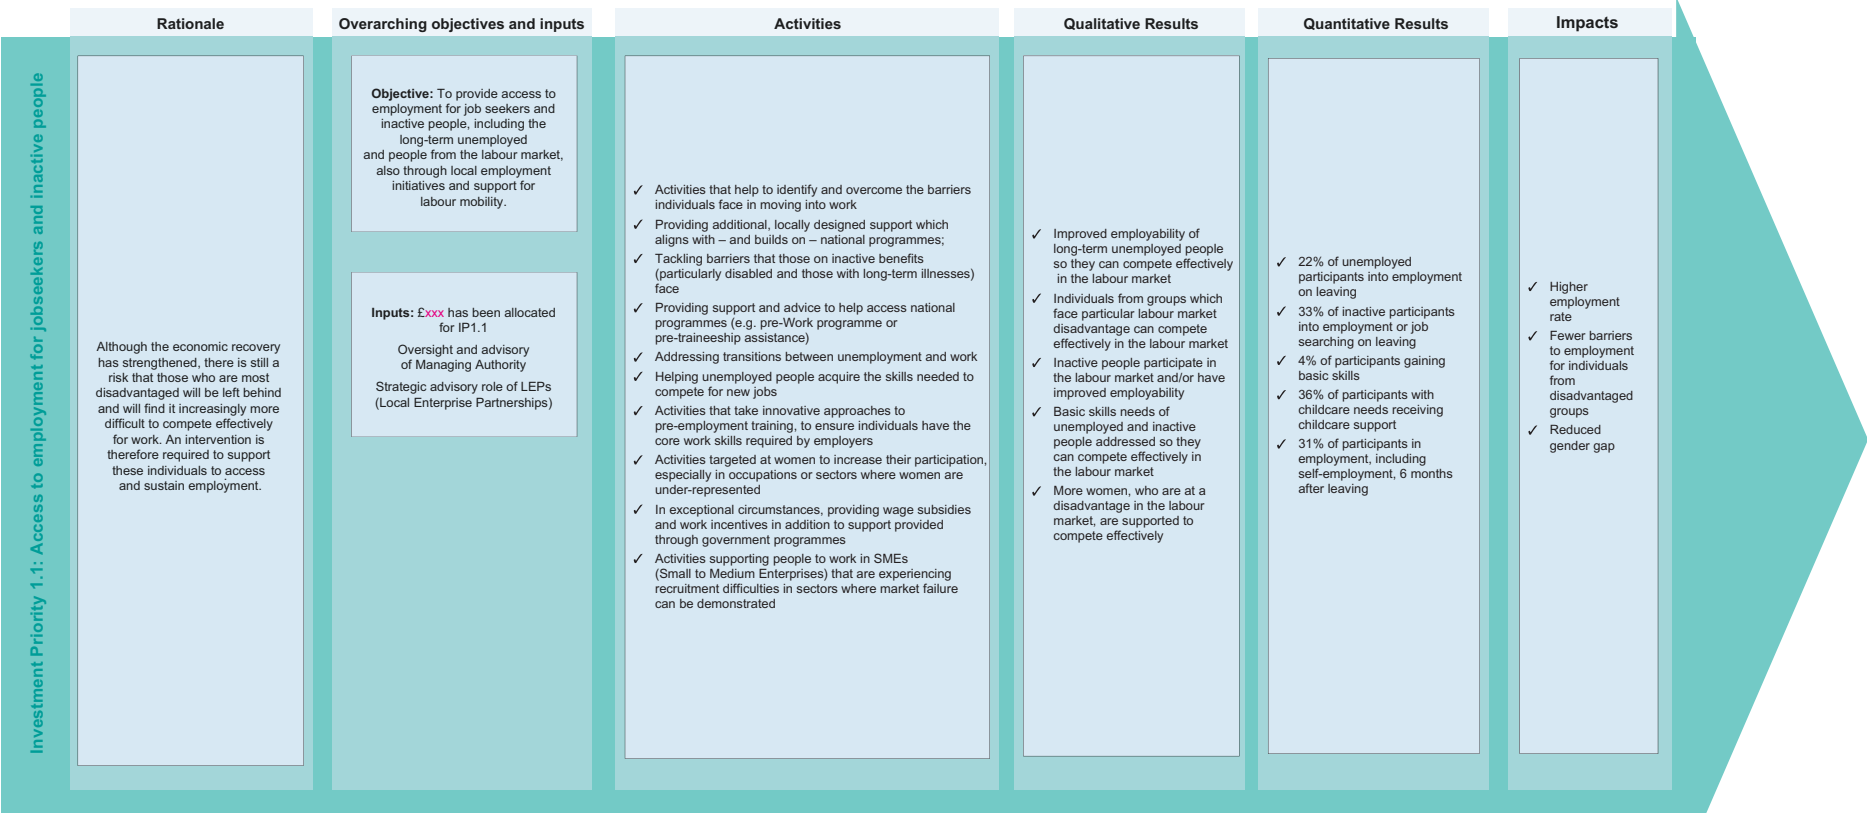 Investment Priority 1.1: Access to employment for jobseekers and inactive people
Rationale
Although the economic recovery
has strengthened, there is still a
risk that those who are most
disadvantaged will be left behind
and will find it increasingly more
difficult to compete effectively
for work. An intervention is
therefore required to support
these individuals to access
and sustain employment.
Overarching objectives and inputs
Objective: To provide access to
employment for job seekers and
inactive people, including the
long-term unemployed
and people from the labour market,
also through local employment
initiatives and support for
labour mobility.
Inputs: £xxx has been allocated
for IP1.1
Oversight and advisory
of Managing Authority
Strategic advisory role of LEPs
(Local Enterprise Partnerships)
Activities
✓ Activities that help to identify and overcome the barriers
individuals face in moving into work
✓ Providing additional, locally designed support which
aligns with – and builds on – national programmes;
✓ Tackling barriers that those on inactive benefits
(particularly disabled and those with long-term illnesses)
face
✓ Providing support and advice to help access national
programmes (e.g. pre-Work programme or
pre-traineeship assistance)
✓ Addressing transitions between unemployment and work
✓ Helping unemployed people acquire the skills needed to
compete for new jobs
✓ Activities that take innovative approaches to
pre-employment training, to ensure individuals have the
core work skills required by employers
✓ Activities targeted at women to increase their participation,
especially in occupations or sectors where women are
under-represented
✓ In exceptional circumstances, providing wage subsidies
and work incentives in addition to support provided
through government programmes
✓ Activities supporting people to work in SMEs
(Small to Medium Enterprises) that are experiencing
recruitment difficulties in sectors where market failure
can be demonstrated
Qualitative Results
✓ Improved employability of
long-term unemployed people
so they can compete effectively
in the labour market
✓ Individuals from groups which
face particular labour market
disadvantage can compete
effectively in the labour market
✓ Inactive people participate in
the labour market and/or have
improved employability
✓ Basic skills needs of
unemployed and inactive
people addressed so they
can compete effectively in
the labour market
✓ More women, who are at a
disadvantage in the labour
market, are supported to
compete effectively
Quantitative Results
✓ 22% of unemployed
participants into employment
on leaving
✓ 33% of inactive participants
into employment or job
searching on leaving
✓ 4% of participants gaining
basic skills
✓ 36% of participants with
childcare needs receiving
childcare support
✓ 31% of participants in
employment, including
self-employment, 6 months
after leaving
Impacts
✓ Higher
employment
rate
✓ Fewer barriers
to employment
for individuals
from
disadvantaged
groups
✓ Reduced
gender gap